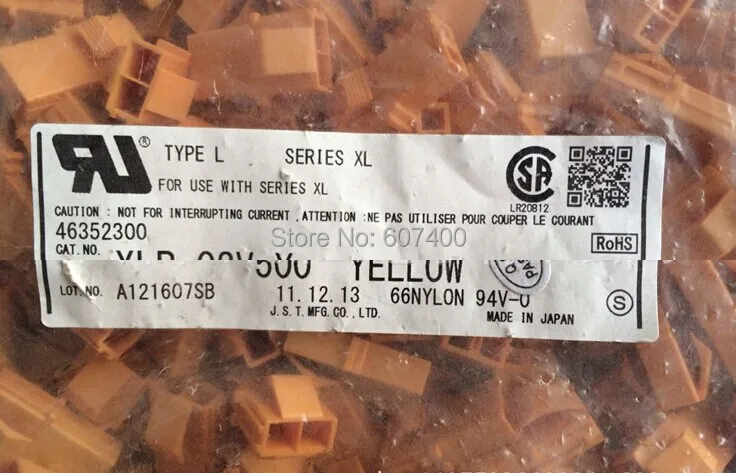 TYPE L SERIES XL
FOR USE WITH SERIES XL
LR20812
CAUTION : NOT FOR INTERRUPTING CURRENT .ATTENTION :NE PAS UTILISER POUR COUPER LE COURANT
46352300
Store No.: 607400
RoHS
CAT.NO.
YELLOW
LOT.NO. A121607SB 11.12.13 66NYLON 94V-0 S
J.S.T.MFG.CO.,LTD. MADE IN JAPAN